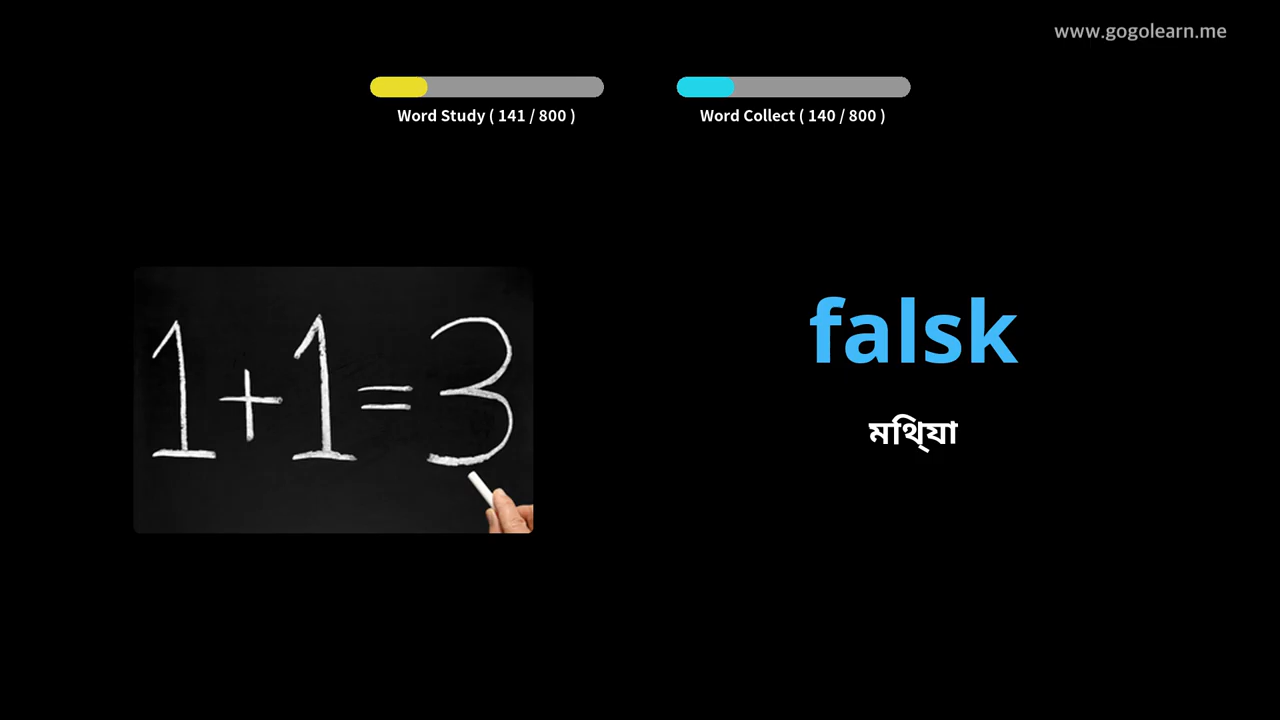 www.gogolearn.me
Word Study ( 141 / 800 )
Word Collect ( 140 / 800 )
1+1=3
falsk
মিথ্যা